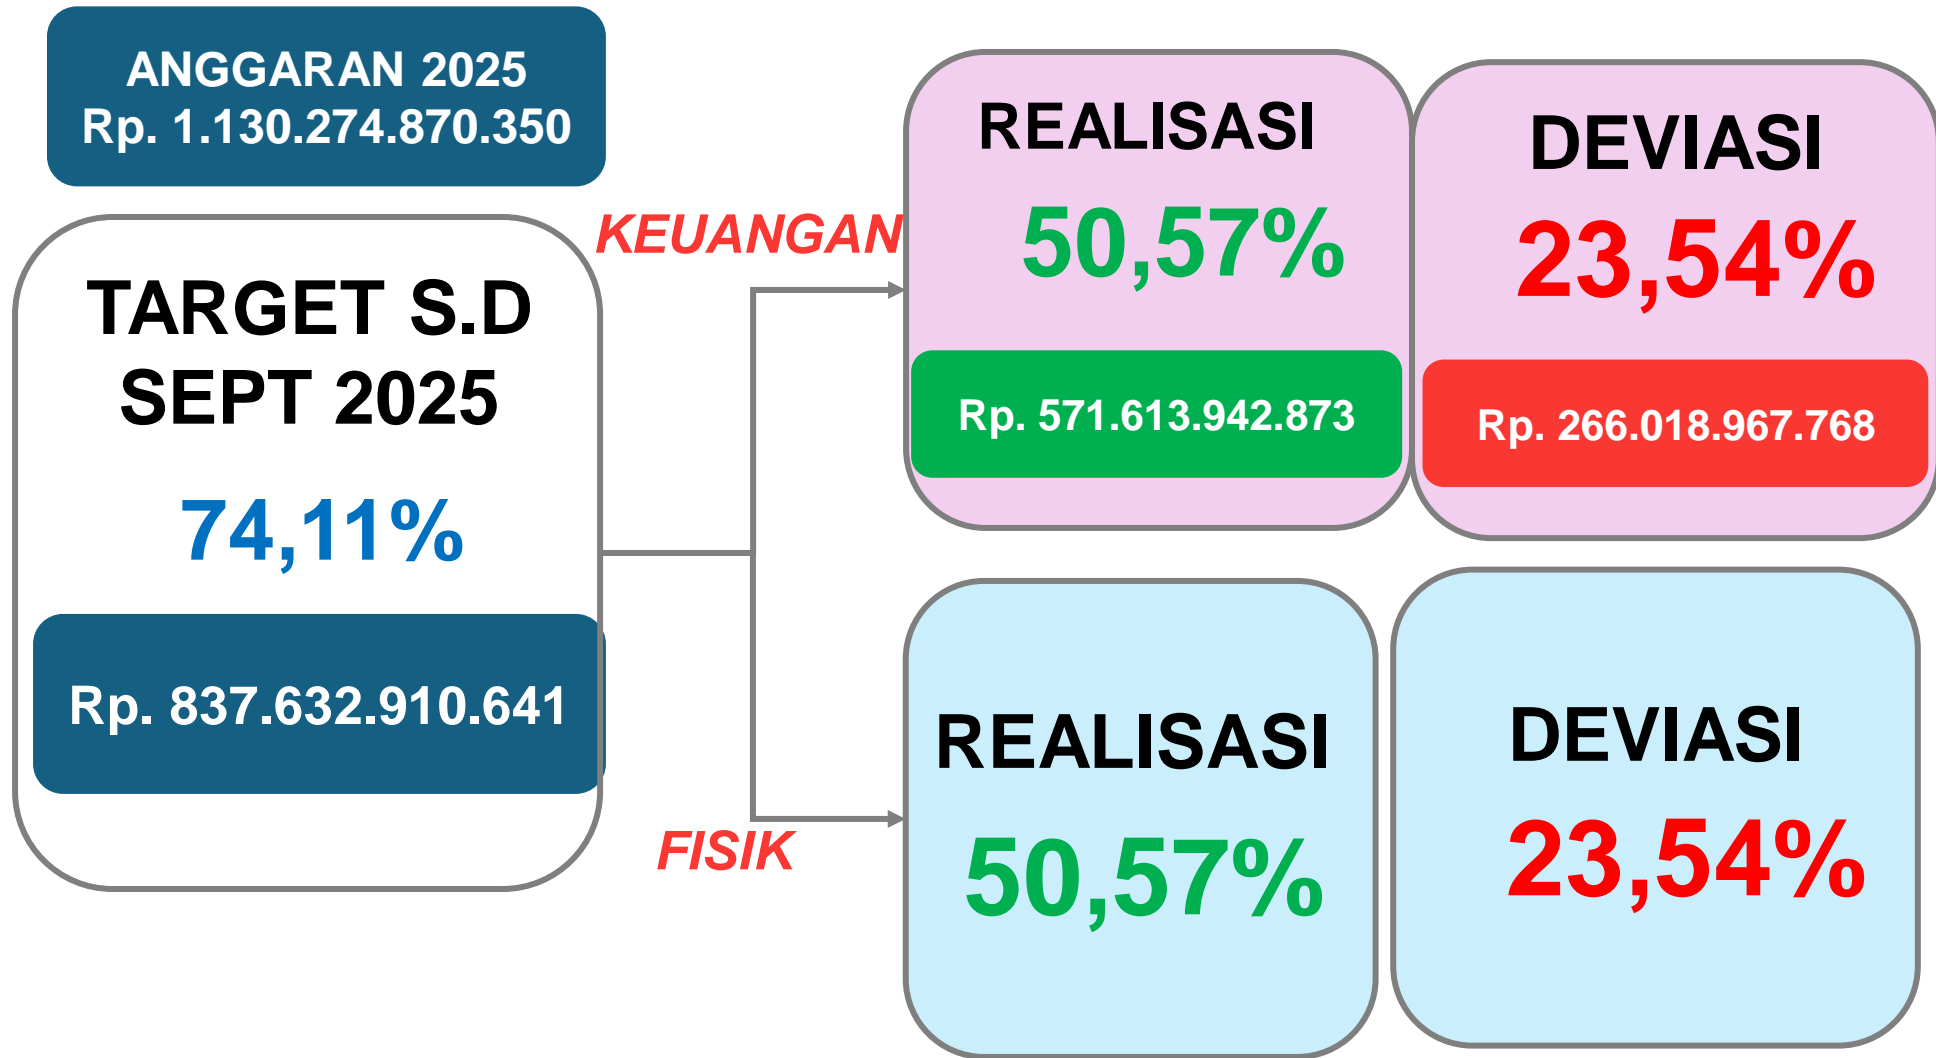 ANGGARAN 2025
Rp. 1.130.274.870.350
TARGET S.D
SEPT 2025
74,11%
Rp. 837.632.910.641
KEUANGAN
REALISASI
50,57%
Rp. 571.613.942.873
DEVIASI
23,54%
Rp. 266.018.967.768
FISIK
REALISASI
50,57%
DEVIASI
23,54%